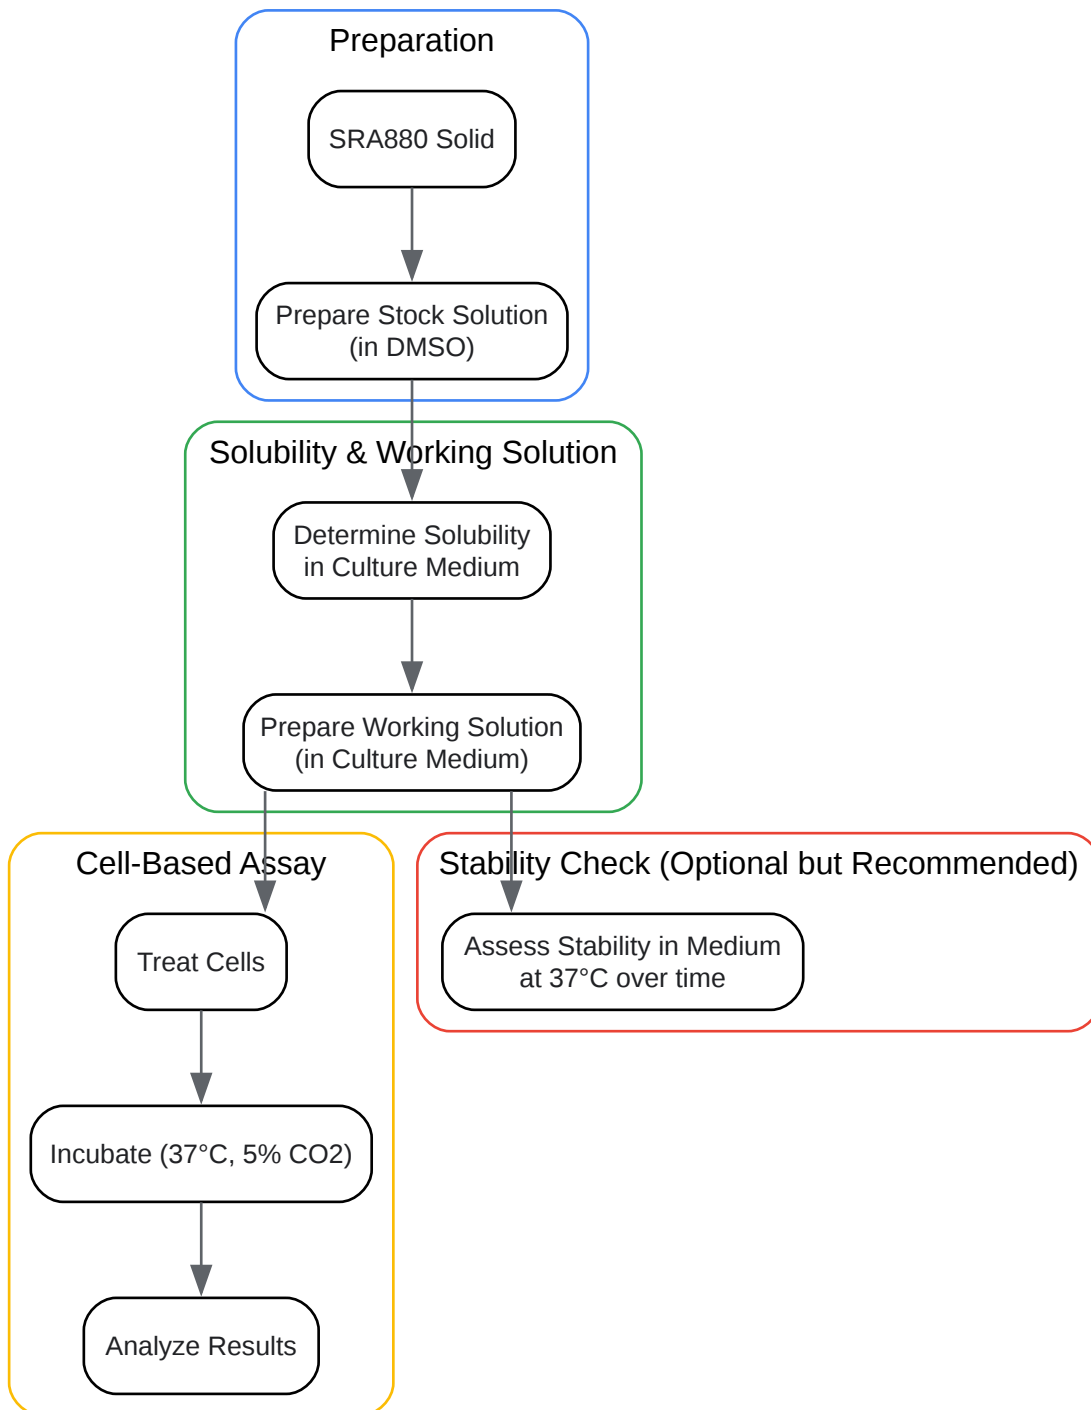 Preparation
SRA880 Solid
Prepare Stock Solution
(in DMSO)
Solubility & Working Solution
Determine Solubility
in Culture Medium
Prepare Working Solution
(in Culture Medium)
Cell-Based Assay
Treat Cells
Incubate (37°C, 5% CO2)
Analyze Results
Stability Check (Optional but Recommended)
Assess Stability in Medium
at 37°C over time